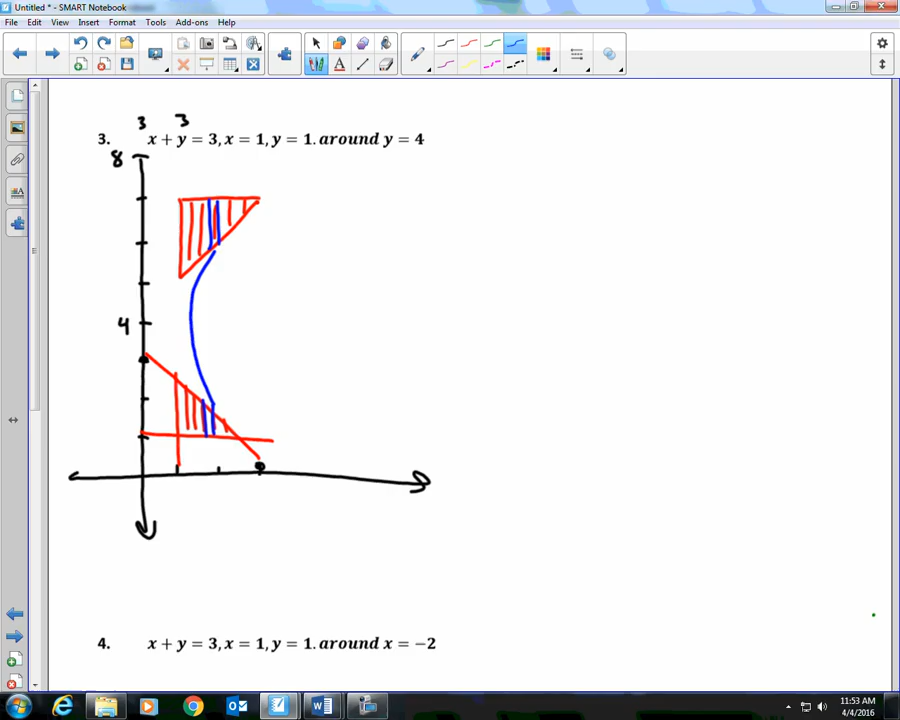 Untitled * - SMART Notebook
File Edit View Insert Format Tools Add-ons Help
3 3
3. x + y = 3, x = 1, y = 1. around y = 4
8
4
4. x + y = 3, x = 1, y = 1. around x = −2
11:53 AM
4/4/2016